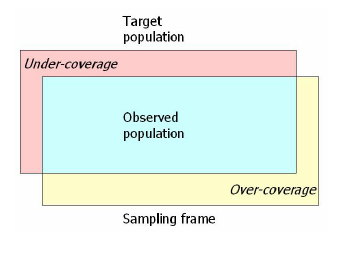 Target
population
Under-coverage
Observed
population
Over-coverage
Sampling frame